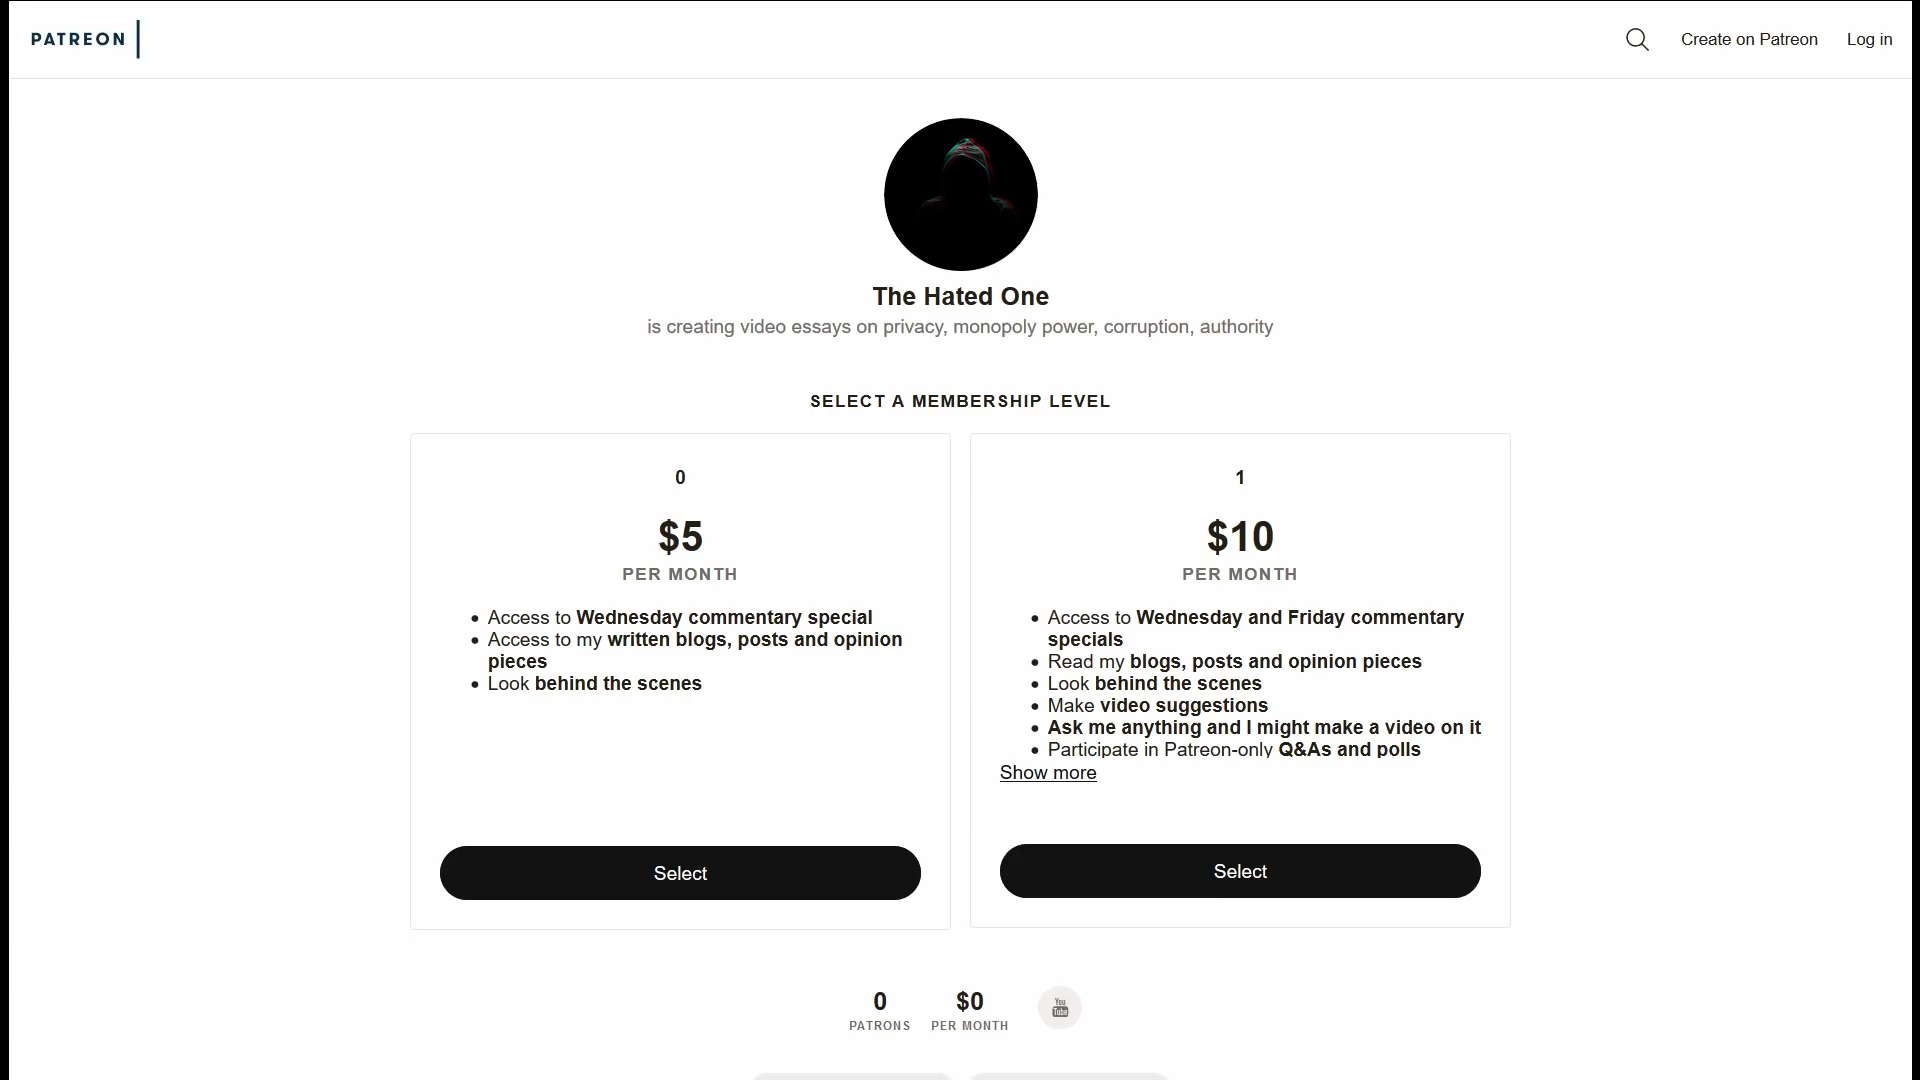 PATREON
Create on Patreon
Log in
The Hated One
is creating video essays on privacy, monopoly power, corruption, authority
SELECT A MEMBERSHIP LEVEL
0
$5
PER MONTH
Access to Wednesday commentary special
Access to my written blogs, posts and opinion
pieces
Look behind the scenes
Select
1
$10
PER MONTH
Access to Wednesday and Friday commentary
specials
Read my blogs, posts and opinion pieces
Look behind the scenes
Make video suggestions
Ask me anything and I might make a video on it
Participate in Patreon-only Q&As and polls
Show more
Select
0
PATRONS
$0
PER MONTH
You
Tube